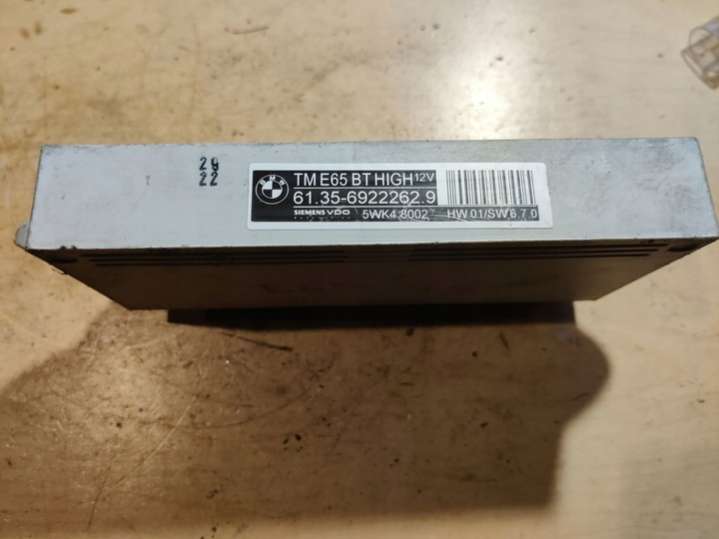 29
22
BMW
TM E65 BT HIGH 12V
61.35-6922262.9
SIEMENS VDO
5WK4 8002 HW 01/SW 6.7.0